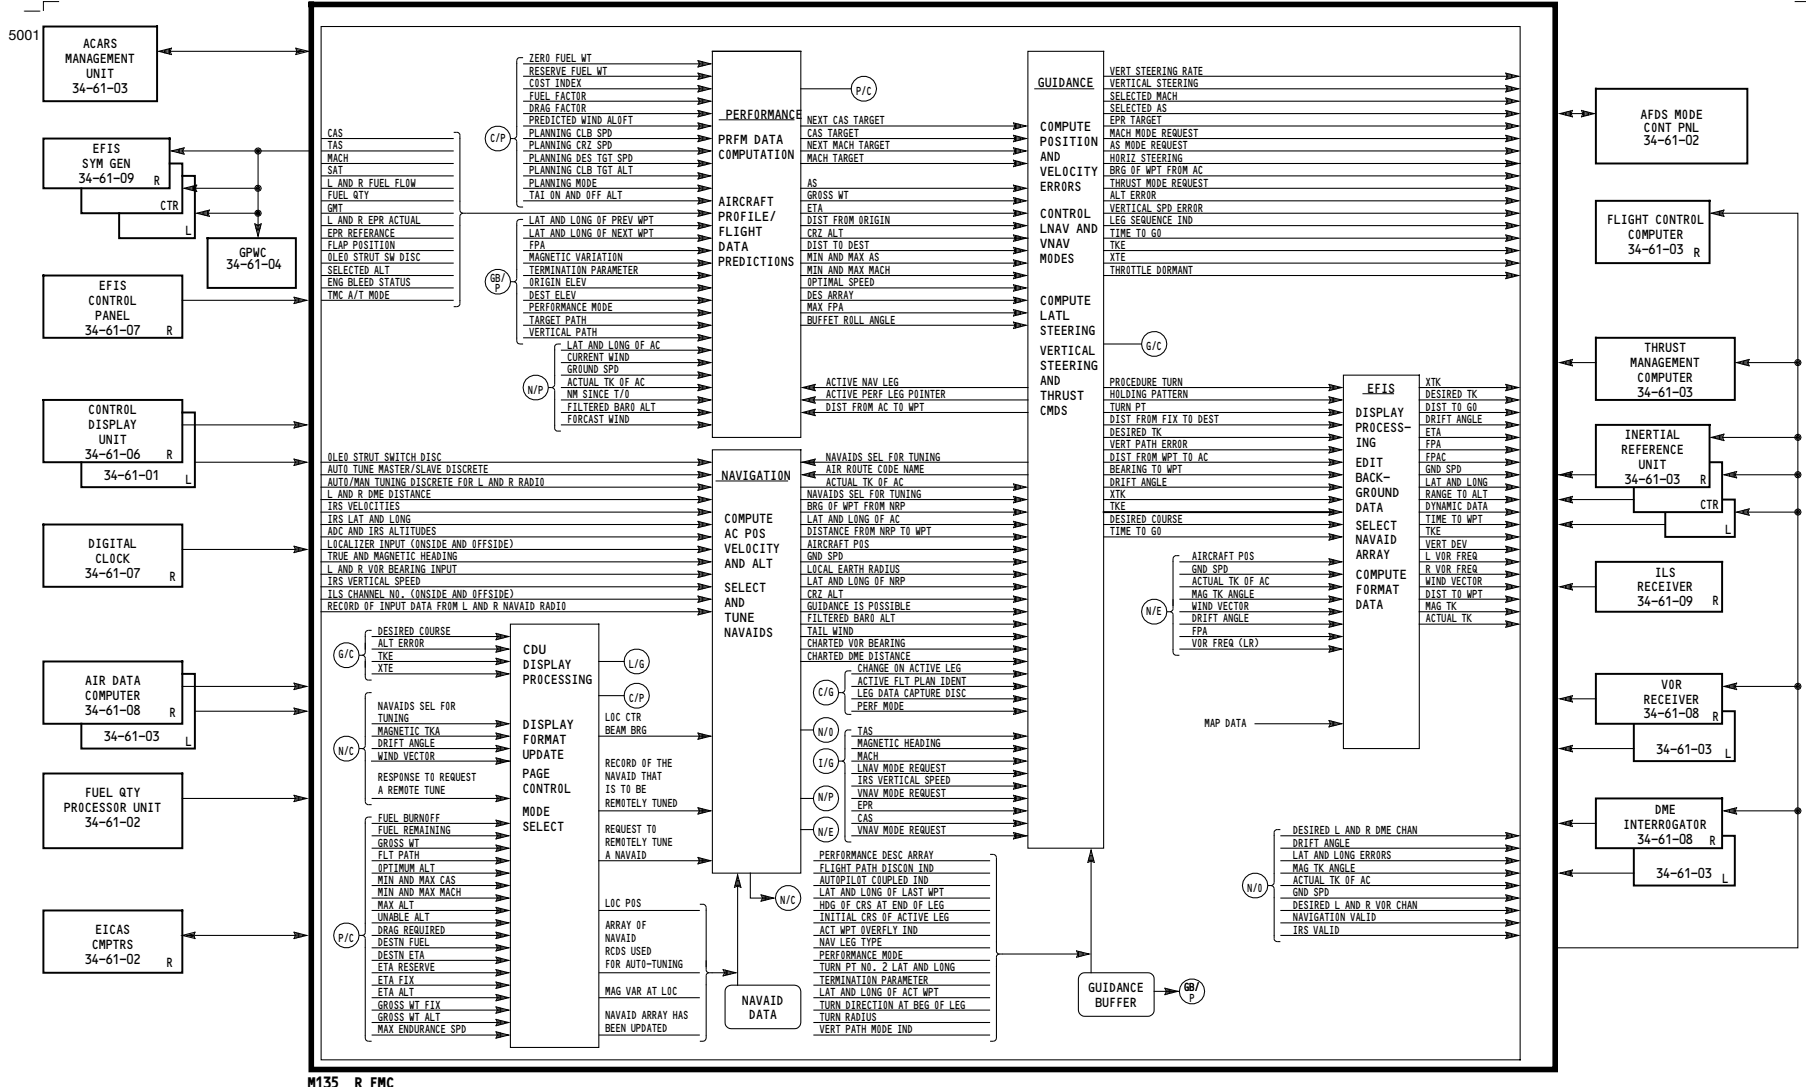 5001
ACARS
MANAGEMENT
UNIT
34-61-03
EFIS
SYM GEN
34-61-09 R
CTR
L
GPWC
34-61-04
EFIS
CONTROL
PANEL
34-61-07 R
CONTROL
DISPLAY
UNIT
34-61-06 R
34-61-01 L
DIGITAL
CLOCK
34-61-07 R
AIR DATA
COMPUTER
34-61-08 R
34-61-03 L
FUEL QTY
PROCESSOR UNIT
34-61-02
EICAS
CMPTRS
34-61-02 R
CAS
TAS
MACH
SAT
L AND R FUEL FLOW
FUEL QTY
GMT
L AND R EPR ACTUAL
EPR REFERANCE
FLAP POSITION
OLEO STRUT SW DISC
SELECTED ALT
ENG BLEED STATUS
TMC A/T MODE
C/P
ZERO FUEL WT
RESERVE FUEL WT
COST INDEX
FUEL FACTOR
DRAG FACTOR
PREDICTED WIND ALOFT
PLANNING CLB SPD
PLANNING CRZ SPD
PLANNING DES TGT SPD
PLANNING CLB TGT ALT
PLANNING MODE
TAI ON AND OFF ALT
GB/
P
LAT AND LONG OF PREV WPT
LAT AND LONG OF NEXT WPT
FPA
MAGNETIC VARIATION
TERMINATION PARAMETER
ORIGIN ELEV
DEST ELEV
PERFORMANCE MODE
TARGET PATH
VERTICAL PATH
N/P
LAT AND LONG OF AC
CURRENT WIND
GROUND SPD
ACTUAL TK OF AC
NM SINCE T/O
FILTERED BARO ALT
FORCAST WIND
PERFORMANCE
PRFM DATA
COMPUTATION
AIRCRAFT
PROFILE/
FLIGHT
DATA
PREDICTIONS
P/C
NEXT CAS TARGET
CAS TARGET
NEXT MACH TARGET
MACH TARGET
AS
GROSS WT
ETA
DIST FROM ORIGIN
CRZ ALT
DIST TO DEST
MIN AND MAX AS
MIN AND MAX MACH
OPTIMAL SPEED
DES ARRAY
MAX FPA
BUFFET ROLL ANGLE
ACTIVE NAV LEG
ACTIVE PERF LEG POINTER
DIST FROM AC TO WPT
GUIDANCE
COMPUTE
POSITION
AND
VELOCITY
ERRORS
CONTROL
LNAV AND
VNAV
MODES
COMPUTE
LATL
STEERING
VERTICAL
STEERING
AND
THRUST
CMDS
VERT STEERING RATE
VERTICAL STEERING
SELECTED MACH
SELECTED AS
EPR TARGET
MACH MODE REQUEST
AS MODE REQUEST
HORIZ STEERING
BRG OF WPT FROM AC
THRUST MODE REQUEST
ALT ERROR
VERTICAL SPD ERROR
LEG SEQUENCE IND
TIME TO GO
TKE
XTE
THROTTLE DORMANT
G/C
PROCEDURE TURN
HOLDING PATTERN
TURN PT
DIST FROM FIX TO DEST
DESIRED TK
VERT PATH ERROR
DIST FROM WPT TO AC
BEARING TO WPT
DRIFT ANGLE
XTK
TKE
DESIRED COURSE
TIME TO GO
N/E
AIRCRAFT POS
GND SPD
ACTUAL TK OF AC
MAG TK ANGLE
WIND VECTOR
DRIFT ANGLE
FPA
VOR FREQ (LR)
MAP DATA
EFIS
DISPLAY
PROCESS-
ING
EDIT
BACK-
GROUND
DATA
SELECT
NAVAID
ARRAY
COMPUTE
FORMAT
DATA
XTK
DESIRED TK
DIST TO GO
DRIFT ANGLE
ETA
FPA
FPAC
GND SPD
LAT AND LONG
RANGE TO ALT
DYNAMIC DATA
TIME TO WPT
TKE
VERT DEV
L VOR FREQ
R VOR FREQ
WIND VECTOR
DIST TO WPT
MAG TK
ACTUAL TK
OLEO STRUT SWITCH DISC
AUTO TUNE MASTER/SLAVE DISCRETE
AUTO/MAN TUNING DISCRETE FOR L AND R RADIO
L AND R DME DISTANCE
IRS VELOCITIES
IRS LAT AND LONG
ADC AND IRS ALTITUDES
LOCALIZER INPUT (ONSIDE AND OFFSIDE)
TRUE AND MAGNETIC HEADING
L AND R VOR BEARING INPUT
IRS VERTICAL SPEED
ILS CHANNEL NO. (ONSIDE AND OFFSIDE)
RECORD OF INPUT DATA FROM L AND R NAVAID RADIO
NAVIGATION
COMPUTE
AC POS
VELOCITY
AND ALT
SELECT
AND
TUNE
NAVAIDS
NAVAIDS SEL FOR TUNING
AIR ROUTE CODE NAME
ACTUAL TK OF AC
NAVAIDS SEL FOR TUNING
BRG OF WPT FROM NRP
LAT AND LONG OF AC
DISTANCE FROM NRP TO WPT
AIRCRAFT POS
GND SPD
LOCAL EARTH RADIUS
LAT AND LONG OF NRP
CRZ ALT
GUIDANCE IS POSSIBLE
FILTERED BARO ALT
TAIL WIND
CHARTED VOR BEARING
CHARTED DME DISTANCE
C/G
CHANGE ON ACTIVE LEG
ACTIVE FLT PLAN IDENT
LEG DATA CAPTURE DISC
PERF MODE
N/O
I/G
N/P
N/E
TAS
MAGNETIC HEADING
MACH
LNAV MODE REQUEST
IRS VERTICAL SPEED
VNAV MODE REQUEST
EPR
CAS
VNAV MODE REQUEST
N/C
G/C
DESIRED COURSE
ALT ERROR
TKE
XTE
N/C
NAVAIDS SEL FOR
TUNING
MAGNETIC TKA
DRIFT ANGLE
WIND VECTOR
RESPONSE TO REQUEST
A REMOTE TUNE
P/C
FUEL BURNOFF
FUEL REMAINING
GROSS WT
FLT PATH
OPTIMUM ALT
MIN AND MAX CAS
MIN AND MAX MACH
MAX ALT
UNABLE ALT
DRAG REQUIRED
DESTN FUEL
DESTN ETA
ETA RESERVE
ETA FIX
ETA ALT
GROSS WT FIX
GROSS WT ALT
MAX ENDURANCE SPD
CDU
DISPLAY
PROCESSING
DISPLAY
FORMAT
UPDATE
PAGE
CONTROL
MODE
SELECT
L/G
C/P
LOC CTR
BEAM BRG
RECORD OF THE
NAVAID THAT
IS TO BE
REMOTELY TUNED
REQUEST TO
REMOTELY TUNE
A NAVAID
LOC POS
ARRAY OF
NAVAID
RCDS USED
FOR AUTO-TUNING
MAG VAR AT LOC
NAVAID ARRAY HAS
BEEN UPDATED
NAVAID
DATA
PERFORMANCE DESC ARRAY
FLIGHT PATH DISCON IND
AUTOPILOT COUPLED IND
LAT AND LONG OF LAST WPT
HDG OF CRS AT END OF LEG
INITIAL CRS OF ACTIVE LEG
ACT WPT OVERFLY IND
NAV LEG TYPE
PERFORMANCE MODE
TURN PT NO. 2 LAT AND LONG
TERMINATION PARAMETER
LAT AND LONG OF ACT WPT
TURN DIRECTION AT BEG OF LEG
TURN RADIUS
VERT PATH MODE IND
GUIDANCE
BUFFER
GB/
P
N/O
DESIRED L AND R DME CHAN
DRIFT ANGLE
LAT AND LONG ERRORS
MAG TK ANGLE
ACTUAL TK OF AC
GND SPD
DESIRED L AND R VOR CHAN
NAVIGATION VALID
IRS VALID
AFDS MODE
CONT PNL
34-61-02
FLIGHT CONTROL
COMPUTER
34-61-03 R
THRUST
MANAGEMENT
COMPUTER
34-61-03
INERTIAL
REFERENCE
UNIT
34-61-03 R
CTR
L
ILS
RECEIVER
34-61-09 R
VOR
RECEIVER
34-61-08 R
34-61-03 L
DME
INTERROGATOR
34-61-08 R
34-61-03 L
M135 R FMC